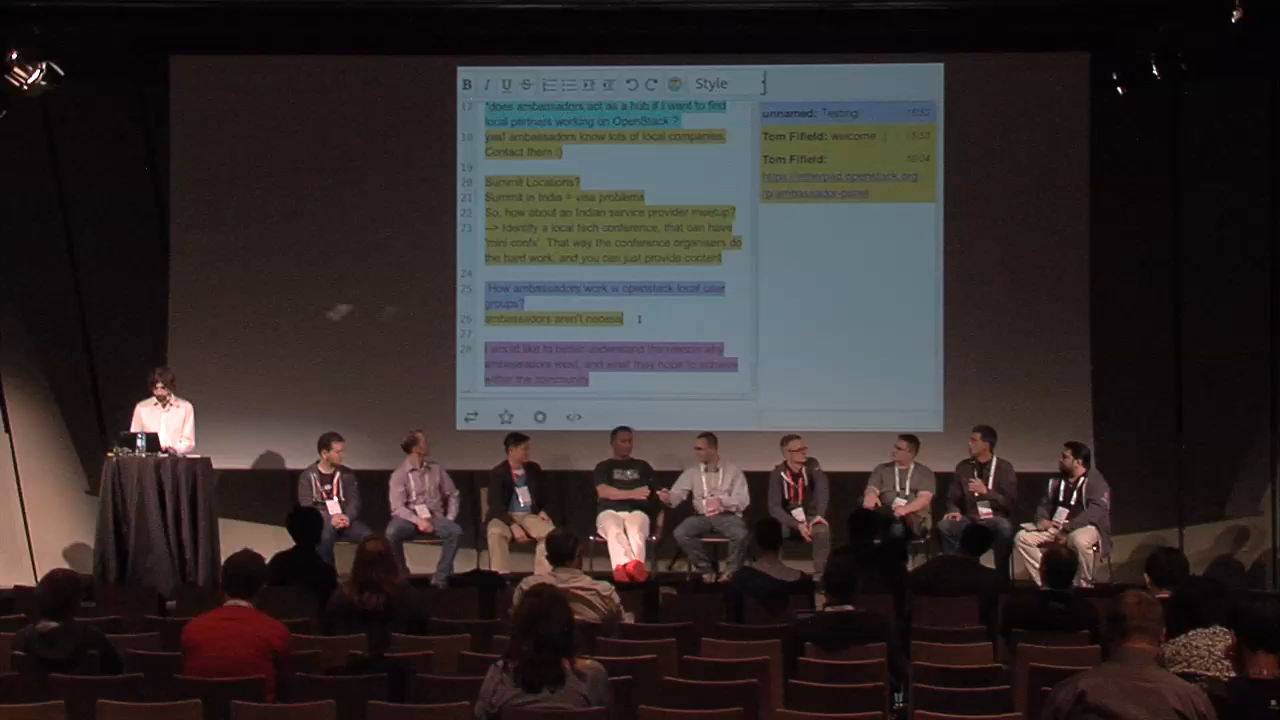 B I U S Style
17 *does ambassadors act as a hub if I want to find
local partners working on OpenStack ?
18 yes! ambassadors know lots of local companies.
Contact them :)
19
20 Summit Locations?
21 Summit in India = visa problems
22 So, how about an Indian service provider meetup?
23 --> Identify a local tech conference, that can have
'mini confs'. That way the conference organisers do
the hard work, and you can just provide content
24
25 How ambassadors work w openstack local user
groups?
26 ambassadors aren't necess
27
28 I would like to better understand the reason why
ambassadors exist, and what they hope to achieve
within the community
unnamed: Testing
Tom Fifield: welcome :)
Tom Fifield:
https://etherpad.openstack.org
/p/ambassador-panel